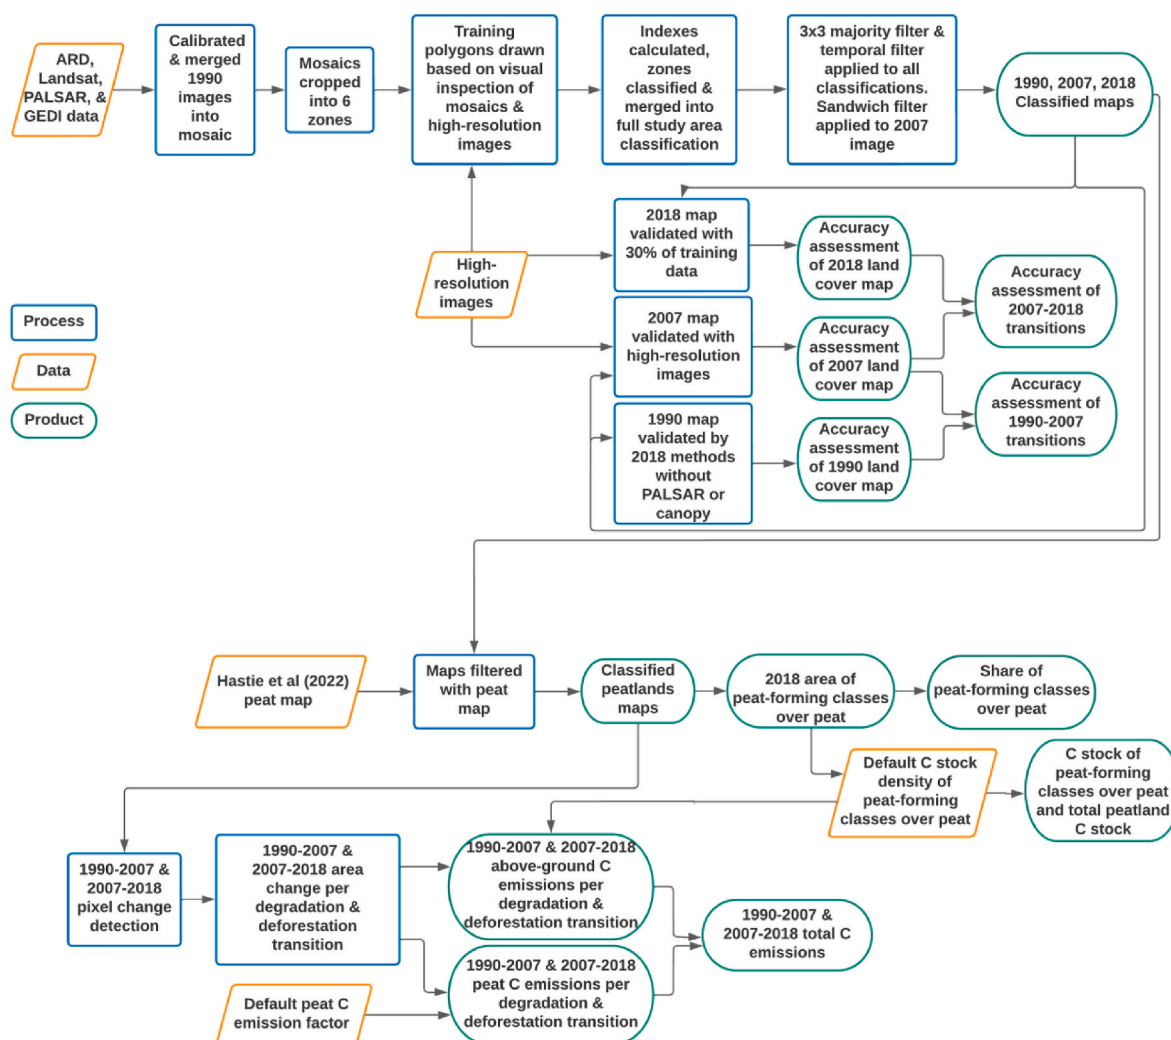 ARD,
Landsat,
PALSAR, &
GEDI data
Calibrated
& merged
1990
images
into
mosaic
Mosaics
cropped
into 6
zones
Training
polygons drawn
based on visual
inspection of
mosaics &
high-resolution
images
Indexes
calculated,
zones
classified &
merged into
full study area
classification
3x3 majority filter &
temporal filter
applied to all
classifications.
Sandwich filter
applied to 2007
image
1990, 2007, 2018
Classified maps
High-
resolution
images
2018 map
validated with
30% of training
data
Accuracy
assessment
of 2018 land
cover map
Accuracy
assessment of
2007-2018
transitions
Process
Data
Product
2007 map
validated with
high-resolution
images
Accuracy
assessment
of 2007 land
cover map
Accuracy
assessment of
1990-2007
transitions
1990 map
validated by
2018 methods
without
PALSAR or
canopy
Accuracy
assessment
of 1990 land
cover map
Hastie et al (2022)
peat map
Maps filtered
with peat
map
Classified
peatlands
maps
2018 area of
peat-forming classes
over peat
Share of
peat-forming classes
over peat
Default C stock
density of
peat-forming
classes over peat
C stock of
peat-forming
classes over peat
and total peatland
C stock
1990-2007 &
2007-2018
pixel change
detection
1990-2007 &
2007-2018 area
change per
degradation &
deforestation
transition
1990-2007 & 2007-2018
above-ground C
emissions per
degradation &
deforestation transition
1990-2007 &
2007-2018 total C
emissions
Default peat C
emission factor
1990-2007 & 2007-2018
peat C emissions per
degradation &
deforestation transition